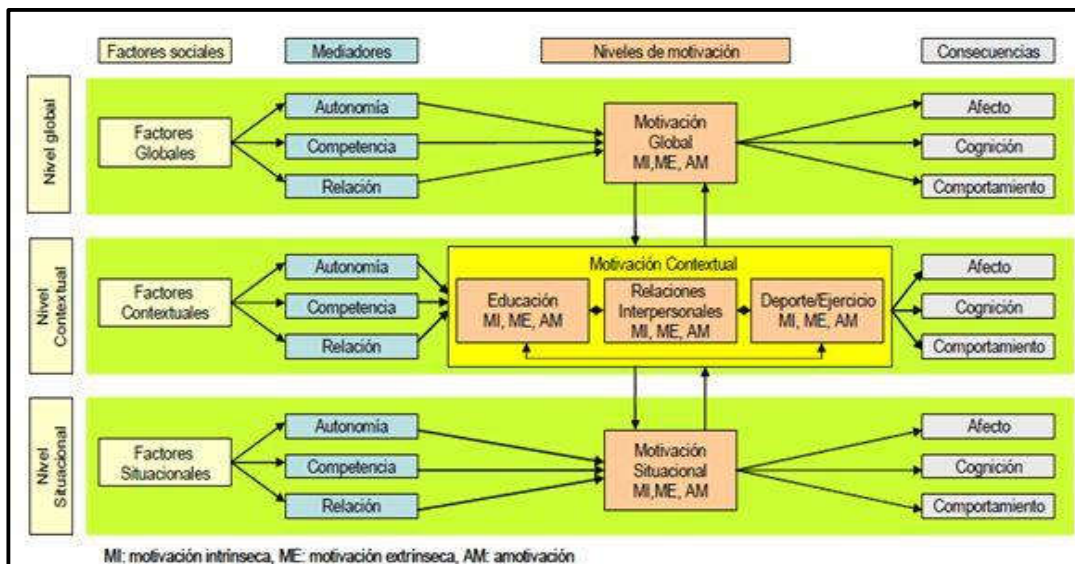 Factores sociales
Mediadores
Niveles de motivación
Consecuencias
Nivel global
Factores
Globales
Autonomía
Competencia
Relación
Motivación
Global
MI,ME, AM
Afecto
Cognición
Comportamiento
Nivel
Contextual
Factores
Contextuales
Autonomía
Competencia
Relación
Motivación Contextual
Educación
MI, ME, AM
Relaciones
Interpersonales
MI, ME, AM
Deporte/Ejercicio
MI, ME, AM
Afecto
Cognición
Comportamiento
Nivel
Situacional
Factores
Situacionales
Autonomía
Competencia
Relación
Motivación
Situacional
MI,ME, AM
Afecto
Cognición
Comportamiento
MI: motivación intrínseca, ME: motivación extrínseca, AM: amotivación